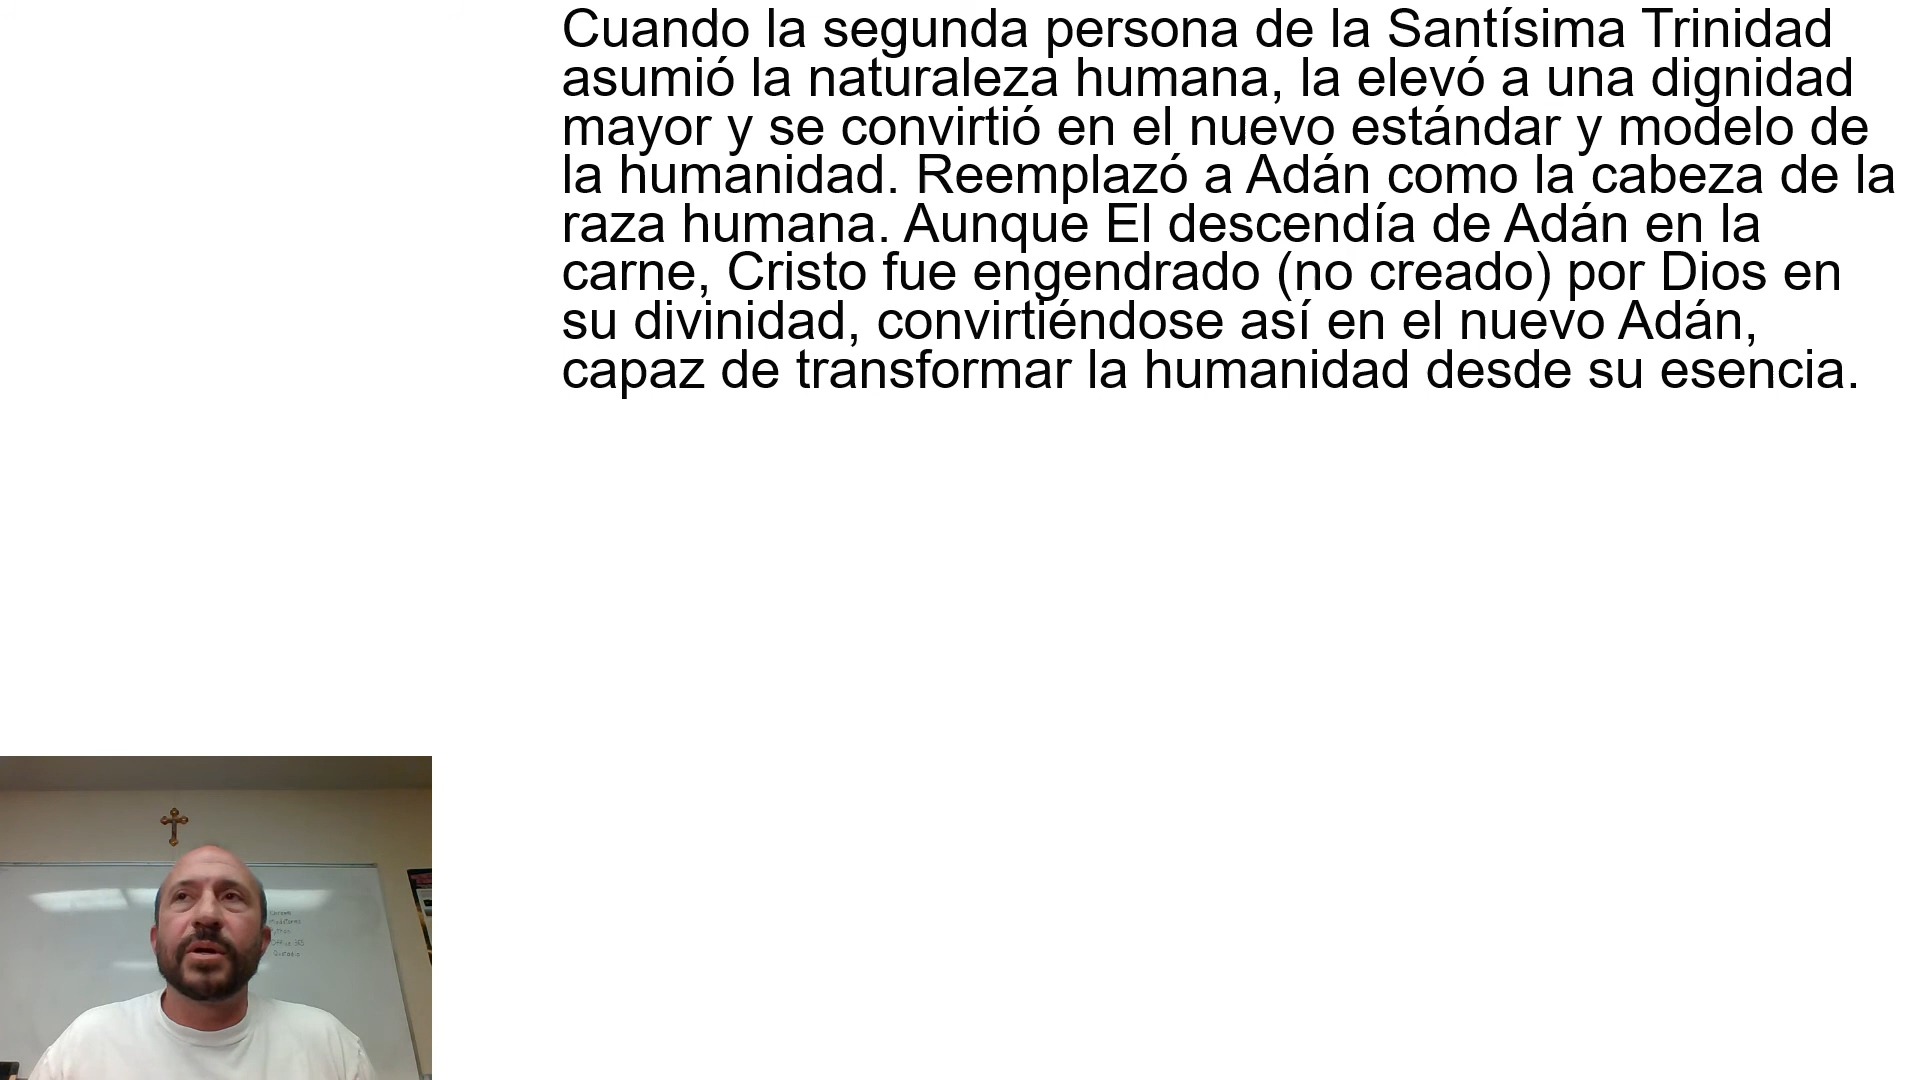 Cuando la segunda persona de la Santísima Trinidad
asumió la naturaleza humana, la elevó a una dignidad
mayor y se convirtió en el nuevo estándar y modelo de
la humanidad. Reemplazó a Adán como la cabeza de la
raza humana. Aunque El descendía de Adán en la
carne, Cristo fue engendrado (no creado) por Dios en
su divinidad, convirtiéndose así en el nuevo Adán,
capaz de transformar la humanidad desde su esencia.